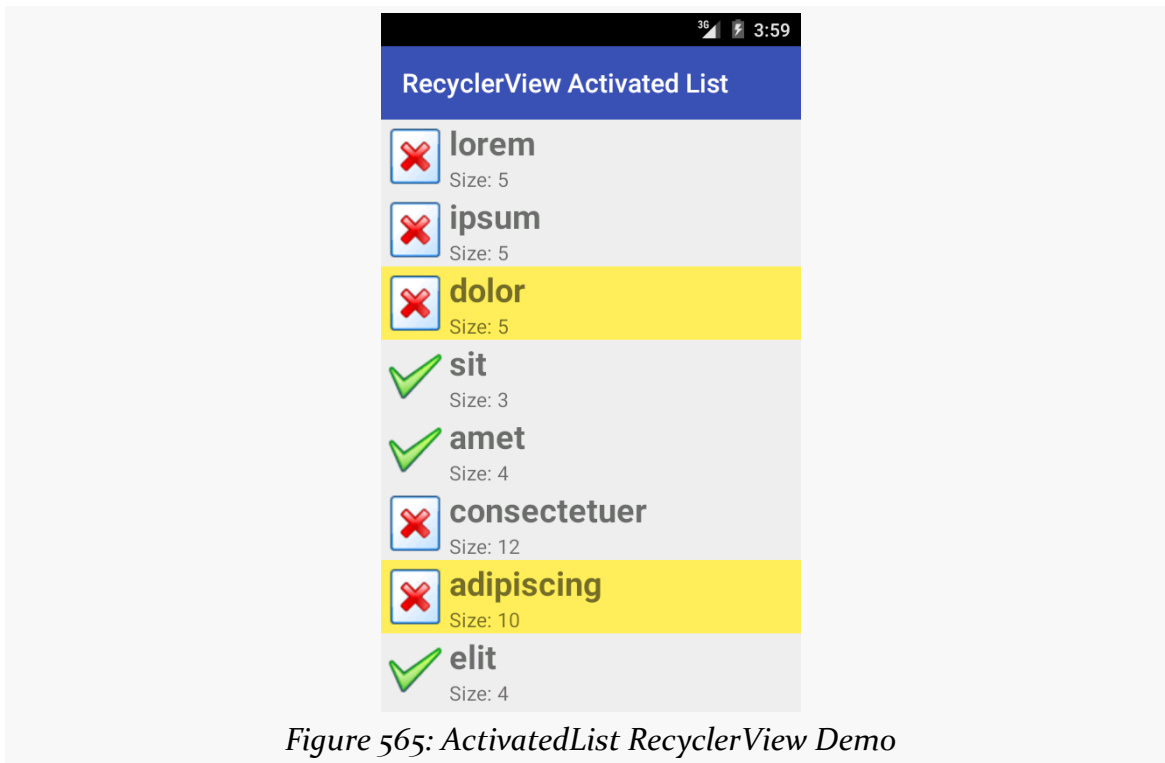 3G 3:59
RecyclerView Activated List
lorem
Size: 5
ipsum
Size: 5
dolor
Size: 5
sit
Size: 3
amet
Size: 4
consectetuer
Size: 12
adipiscing
Size: 10
elit
Size: 4
Figure 565: ActivatedList RecyclerView Demo